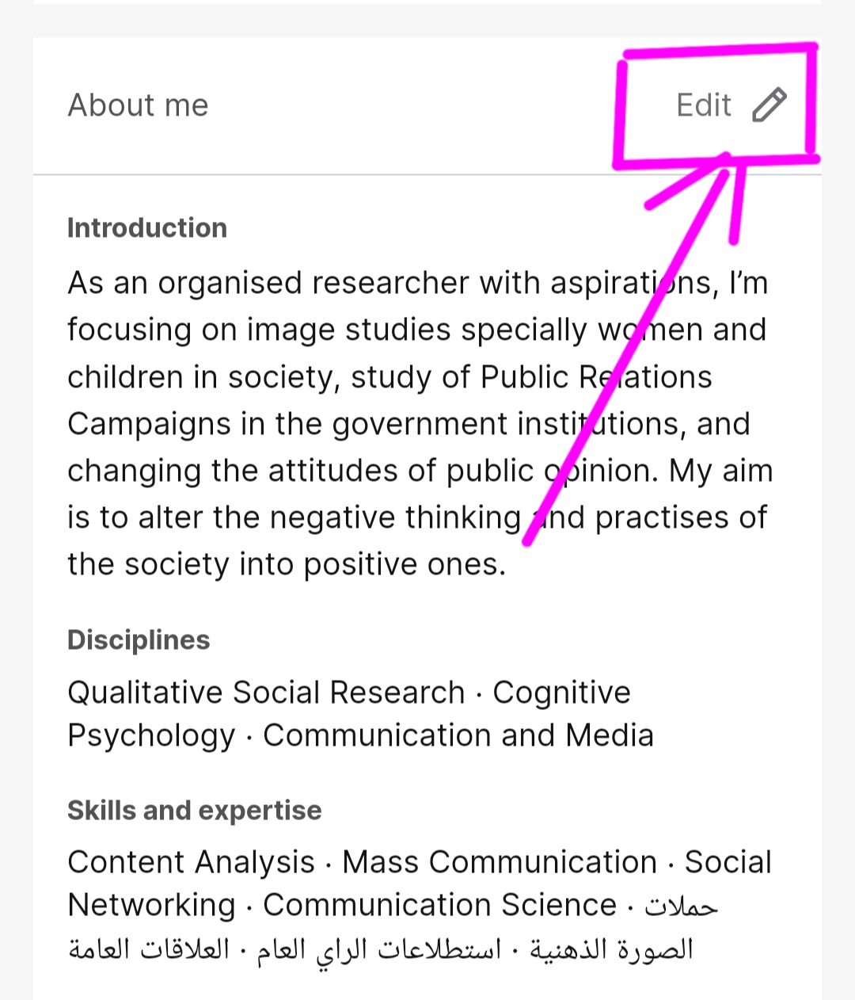 About me
Edit
Introduction
As an organised researcher with aspirations, I’m
focusing on image studies specially women and
children in society, study of Public Relations
Campaigns in the government institutions, and
changing the attitudes of public opinion. My aim
is to alter the negative thinking and practises of
the society into positive ones.
Disciplines
Qualitative Social Research · Cognitive
Psychology · Communication and Media
Skills and expertise
Content Analysis · Mass Communication · Social
Networking · Communication Science · حملات
العلاقات العامة · استطلاعات الراي العام · الصورة الذهنية